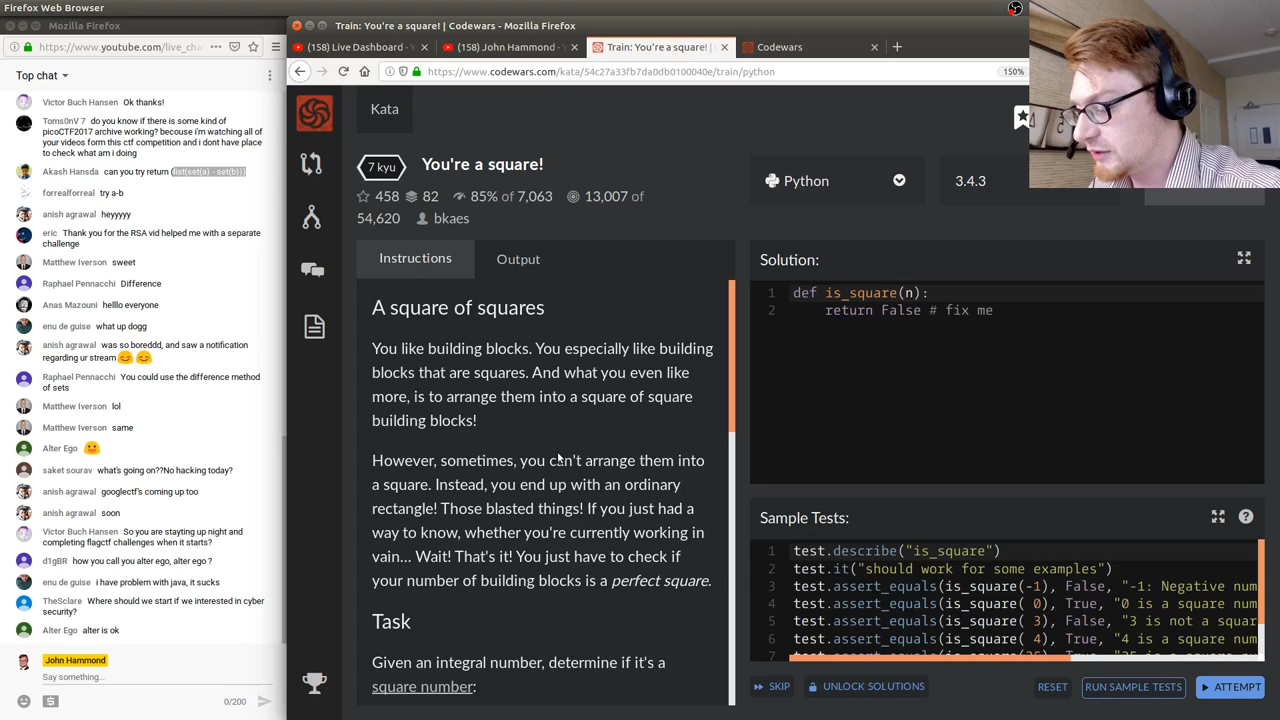 Firefox Web Browser
Mozilla Firefox
Train: You're a square! | Codewars - Mozilla Firefox
https://www.youtube.com/live_cha
(158) Live Dashboard - Y
(158) John Hammond - Y
Train: You're a square! |
Codewars
https://www.codewars.com/kata/54c27a33fb7da0db0100040e/train/python
150%
Top chat
Victor Buch Hansen Ok thanks!
Toms0nV 7 do you know if there is some kind of
picoCTF2017 archive working? becouse i'm watching all of
your videos form this ctf competition and i dont have place
to check what am i doing
Akash Hansda can you try return (list(set(a) - set(b)))
forrealforreal try a-b
anish agrawal heyyyyy
eric Thank you for the RSA vid helped me with a separate
challenge
Matthew Iverson sweet
Raphael Pennacchi Difference
Anas Mazouni helllo everyone
enu de guise what up dogg
anish agrawal was so boreddd, and saw a notification
regarding ur stream
Raphael Pennacchi You could use the difference method
of sets
Matthew Iverson lol
Matthew Iverson same
Alter Ego
saket sourav what's going on??No hacking today?
anish agrawal googlectf's coming up too
anish agrawal soon
Victor Buch Hansen So you are stayting up night and
completing flagctf challenges when it starts?
d1gBR how you call you alter ego, alter ego ?
enu de guise i have problem with java, it sucks
TheSclare Where should we start if we interested in cyber
security?
Alter Ego alter is ok
John Hammond
Say something...
0/200
Kata
7 kyu
You're a square!
458 82 85% of 7,063 13,007 of
54,620 bkaes
Python
3.4.3
Instructions
Output
A square of squares
You like building blocks. You especially like building
blocks that are squares. And what you even like
more, is to arrange them into a square of square
building blocks!
However, sometimes, you can't arrange them into
a square. Instead, you end up with an ordinary
rectangle! Those blasted things! If you just had a
way to know, whether you're currently working in
vain... Wait! That's it! You just have to check if
your number of building blocks is a perfect square.
Task
Given an integral number, determine if it's a
square number:
Solution:
1 def is_square(n):
2 return False # fix me
Sample Tests:
1 test.describe("is_square")
2 test.it("should work for some examples")
3 test.assert_equals(is_square(-1), False, "-1: Negative num
4 test.assert_equals(is_square( 0), True, "0 is a square num
5 test.assert_equals(is_square( 3), False, "3 is not a squar
6 test.assert_equals(is_square( 4), True, "4 is a square num
SKIP
UNLOCK SOLUTIONS
RESET
RUN SAMPLE TESTS
ATTEMPT